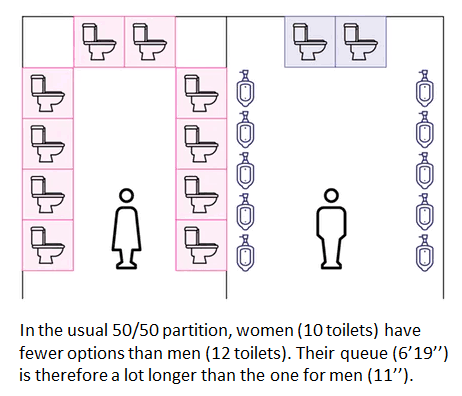 In the usual 50/50 partition, women (10 toilets) have
fewer options than men (12 toilets). Their queue (6’19’’)
is therefore a lot longer than the one for men (11’’).